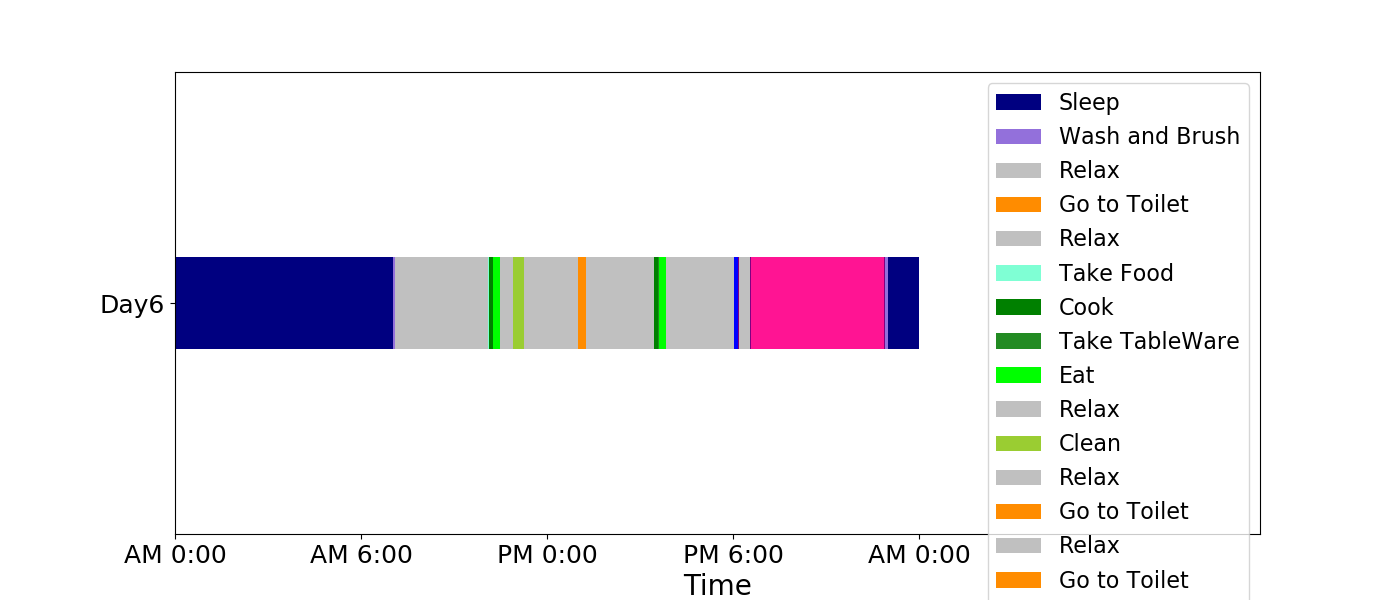 Sleep
Wash and Brush
Relax
Go to Toilet
Relax
Take Food
Cook
Take TableWare
Eat
Relax
Clean
Relax
Go to Toilet
Relax
Go to Toilet
Day6
AM 0:00 AM 6:00 PM 0:00 PM 6:00 AM 0:00
Time